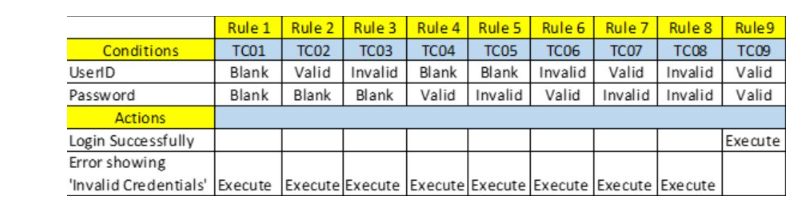 Rule 1 Rule 2 Rule 3 Rule 4 Rule 5 Rule 6 Rule 7 Rule 8 Rule9
Conditions TC01 TC02 TC03 TC04 TC05 TC06 TC07 TC08 TC09
UserID Blank Valid Invalid Blank Blank Invalid Valid Invalid Valid
Password Blank Blank Blank Valid Invalid Valid Invalid Invalid Valid
Actions
Login Successfully Execute
Error showing
'Invalid Credentials' Execute Execute Execute Execute Execute Execute Execute Execute